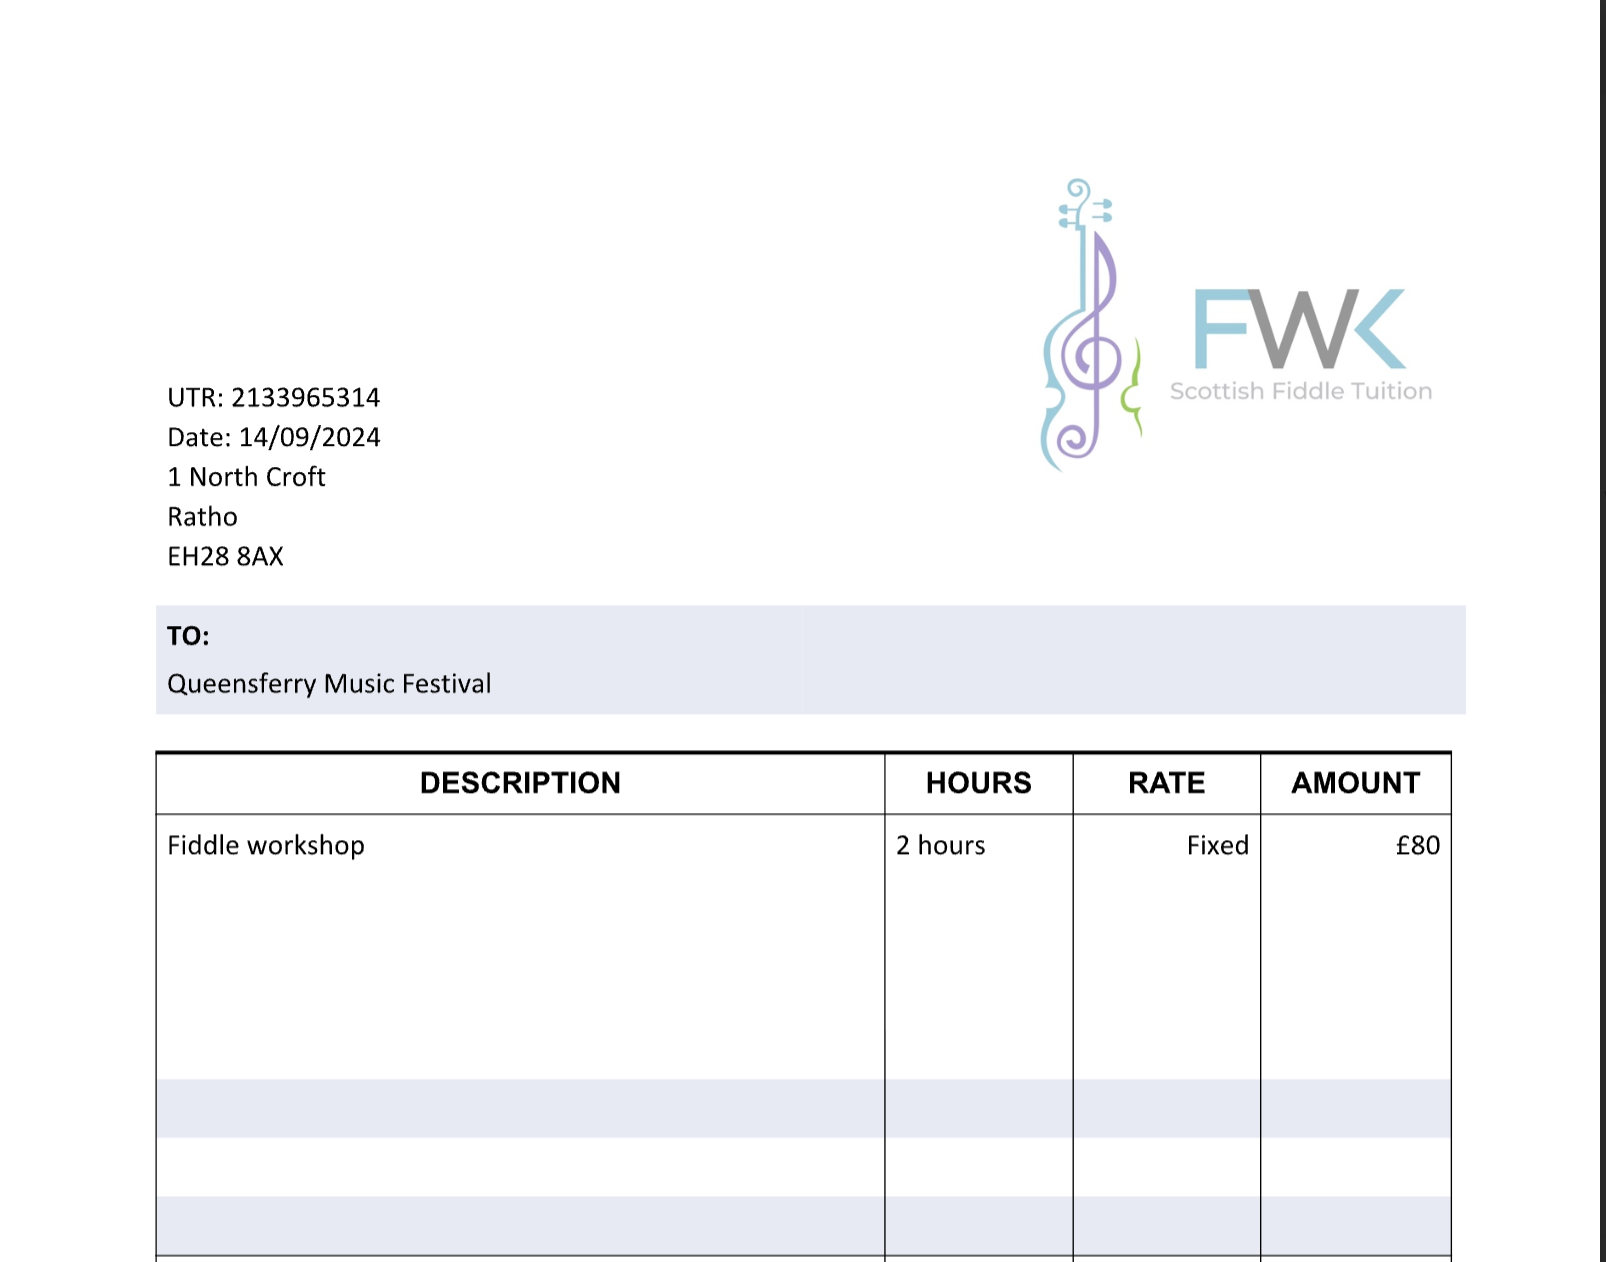 FWK
Scottish Fiddle Tuition
UTR: 2133965314
Date: 14/09/2024
1 North Croft
Ratho
EH28 8AX
TO:
Queensferry Music Festival
DESCRIPTION HOURS RATE AMOUNT
Fiddle workshop 2 hours Fixed £80